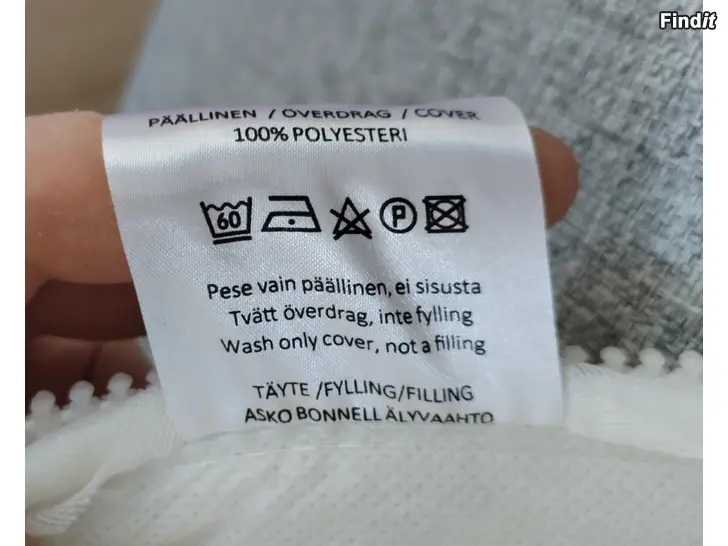 Findit
PÄÄLLINEN / ÖVERDRAG / COVER
100% POLYESTERI
60 P
Pese vain päällinen, ei sisusta
Tvätt överdrag, inte fylling
Wash only cover, not a filling
TÄYTE /FYLLING/FILLING
ASKO BONNELL ÄLYVAAHTO